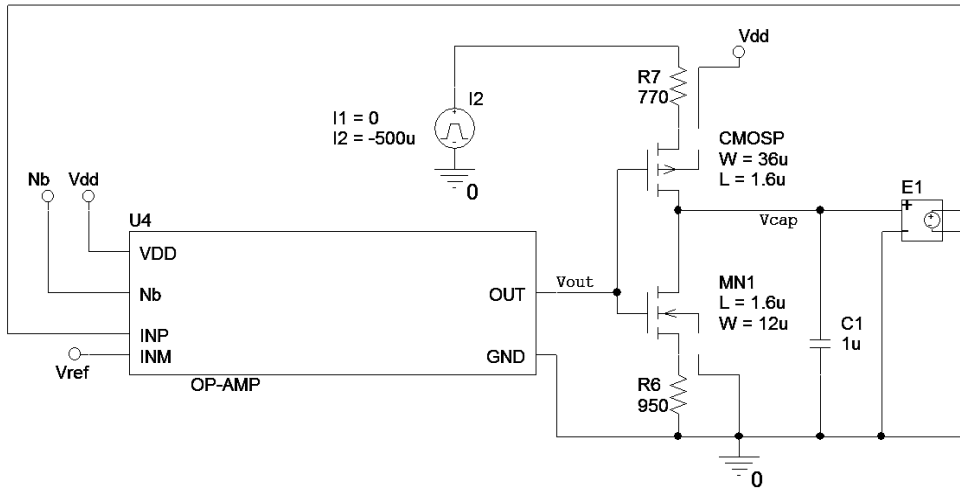 Vdd
R7
770
I2
I1 = 0
I2 = -500u
0
CMOSP
W = 36u
L = 1.6u
Nb
Vdd
E1
+
-
U4
VDD
Nb
INP
INM
OUT
GND
Vref
OP-AMP
Vout
Vcap
MN1
L = 1.6u
W = 12u
C1
1u
R6
950
0